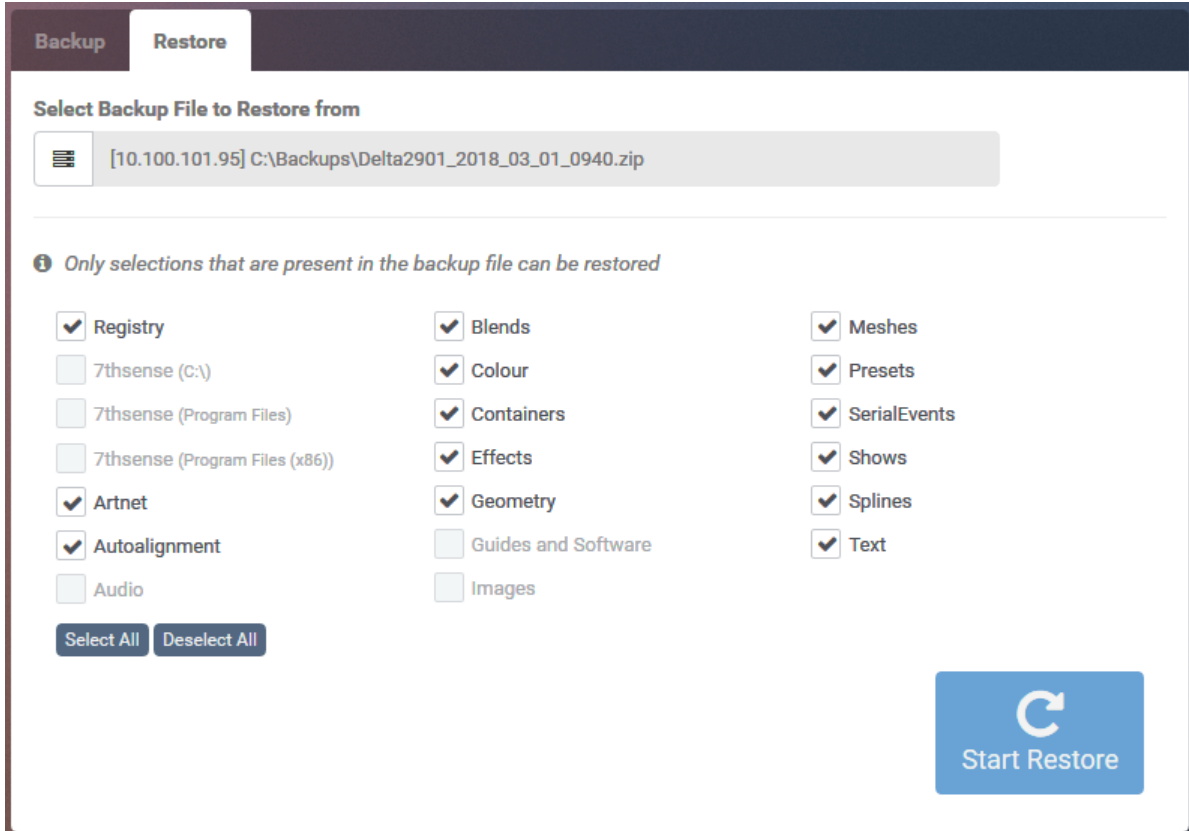 Backup Restore
Select Backup File to Restore from
[10.100.101.95] C:\Backups\Delta2901_2018_03_01_0940.zip
Only selections that are present in the backup file can be restored
Registry
7thsense (C:\)
7thsense (Program Files)
7thsense (Program Files (x86))
Artnet
Autoalignment
Audio
Blends
Colour
Containers
Effects
Geometry
Guides and Software
Images
Meshes
Presets
SerialEvents
Shows
Splines
Text
Select All Deselect All
Start Restore